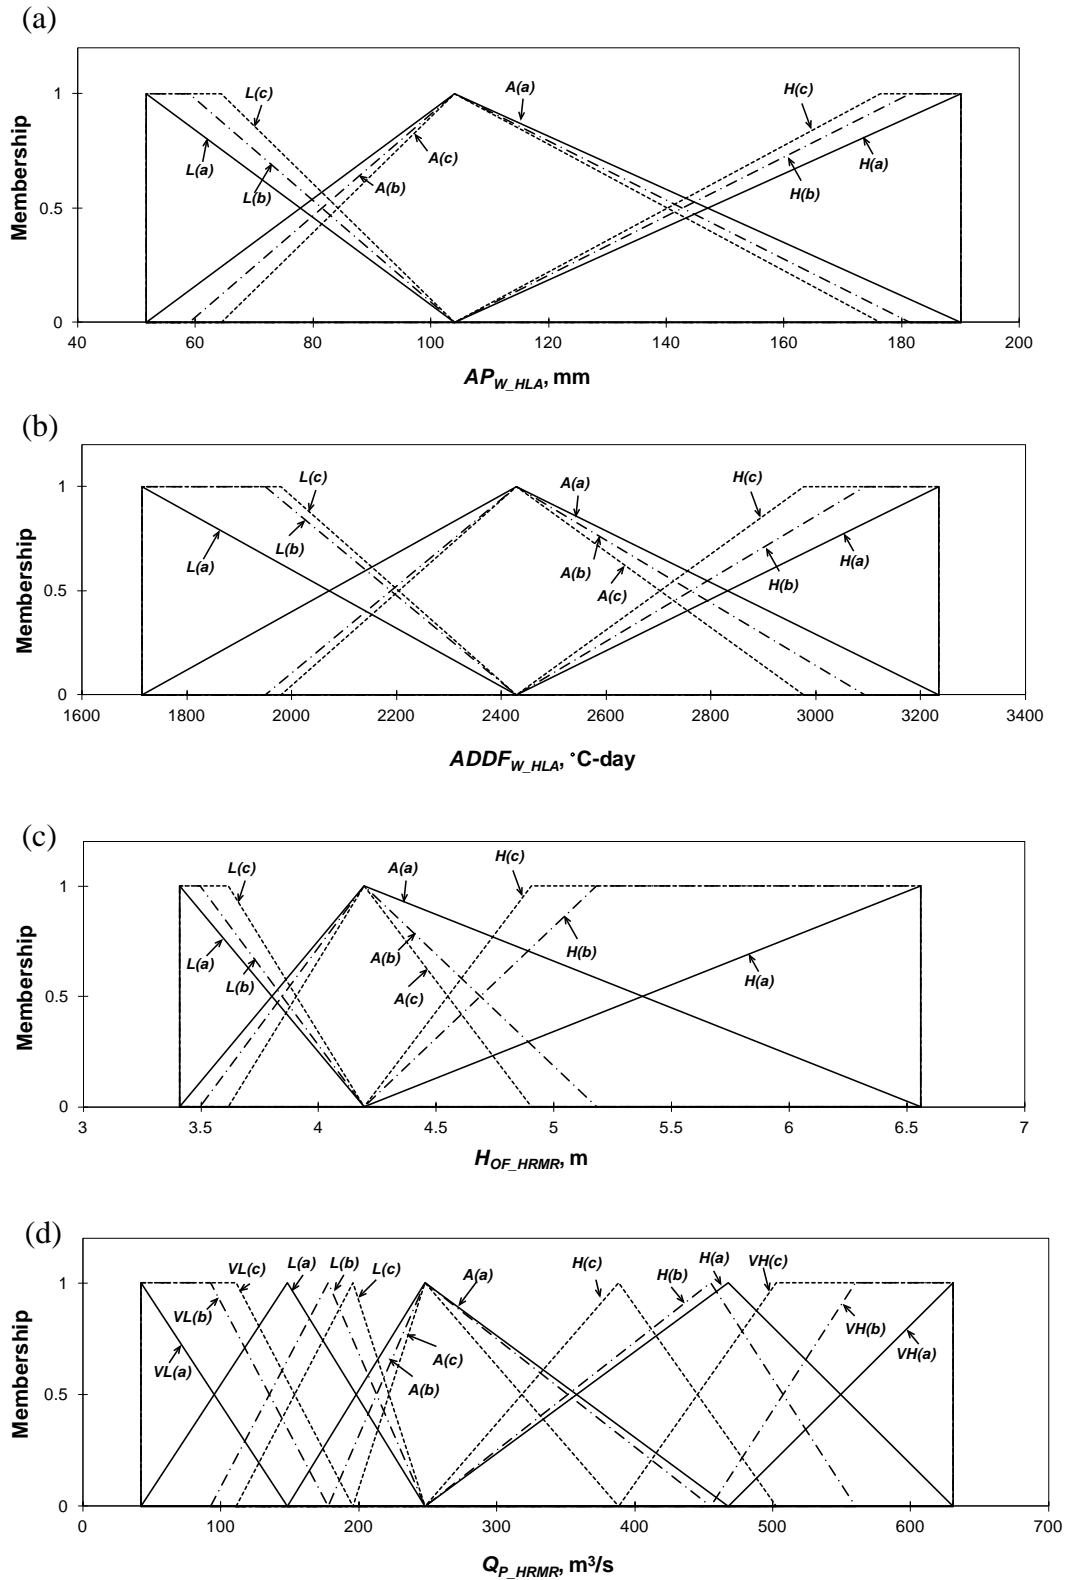 (a)
L(c)
A(a)
H(c)
1
A(c)
L(a)
L(b)
A(b)
H(a)
H(b)
0.5
0
Membership
40 60 80 100 120 140 160 180 200
AP_W_HLA, mm
(b)
L(c)
A(a)
H(c)
1
L(b)
L(a)
A(b)
A(c)
H(b)
H(a)
0.5
0
Membership
1600 1800 2000 2200 2400 2600 2800 3000 3200 3400
ADDF_W_HLA, °C-day
(c)
L(c)
A(a)
H(c)
1
L(a)
L(b)
A(b)
A(c)
H(b)
H(a)
0.5
0
Membership
3 3.5 4 4.5 5 5.5 6 6.5 7
H_OF_HRMR, m
(d)
VL(c) L(a) L(b) L(c) A(a) H(c) H(b) H(a) VH(c)
1
VL(b)
VL(a)
A(c)
A(b)
VH(b)
VH(a)
0.5
0
Membership
0 100 200 300 400 500 600 700
Q_P_HRMR, m³/s